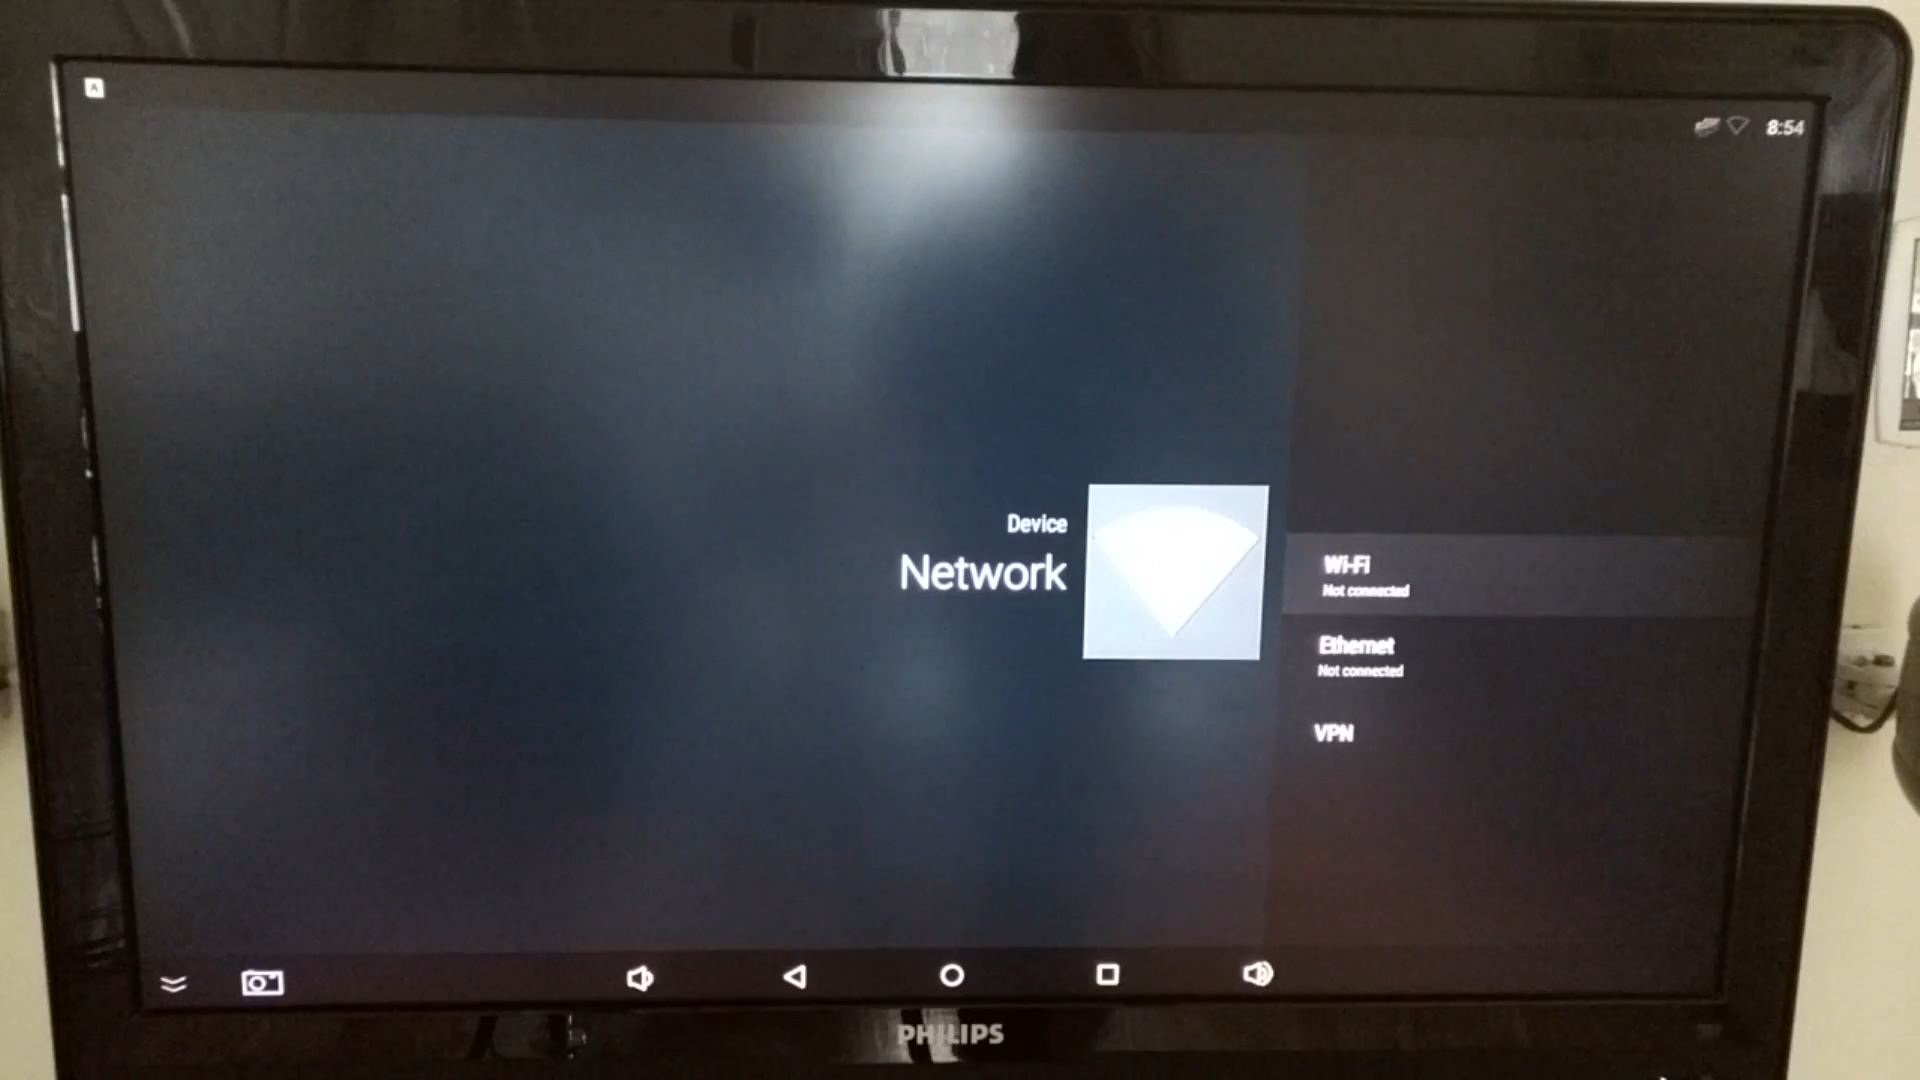 A
8:54
Device
Network
Wi-Fi
Not connected
Ethernet
Not connected
VPN
PHILIPS